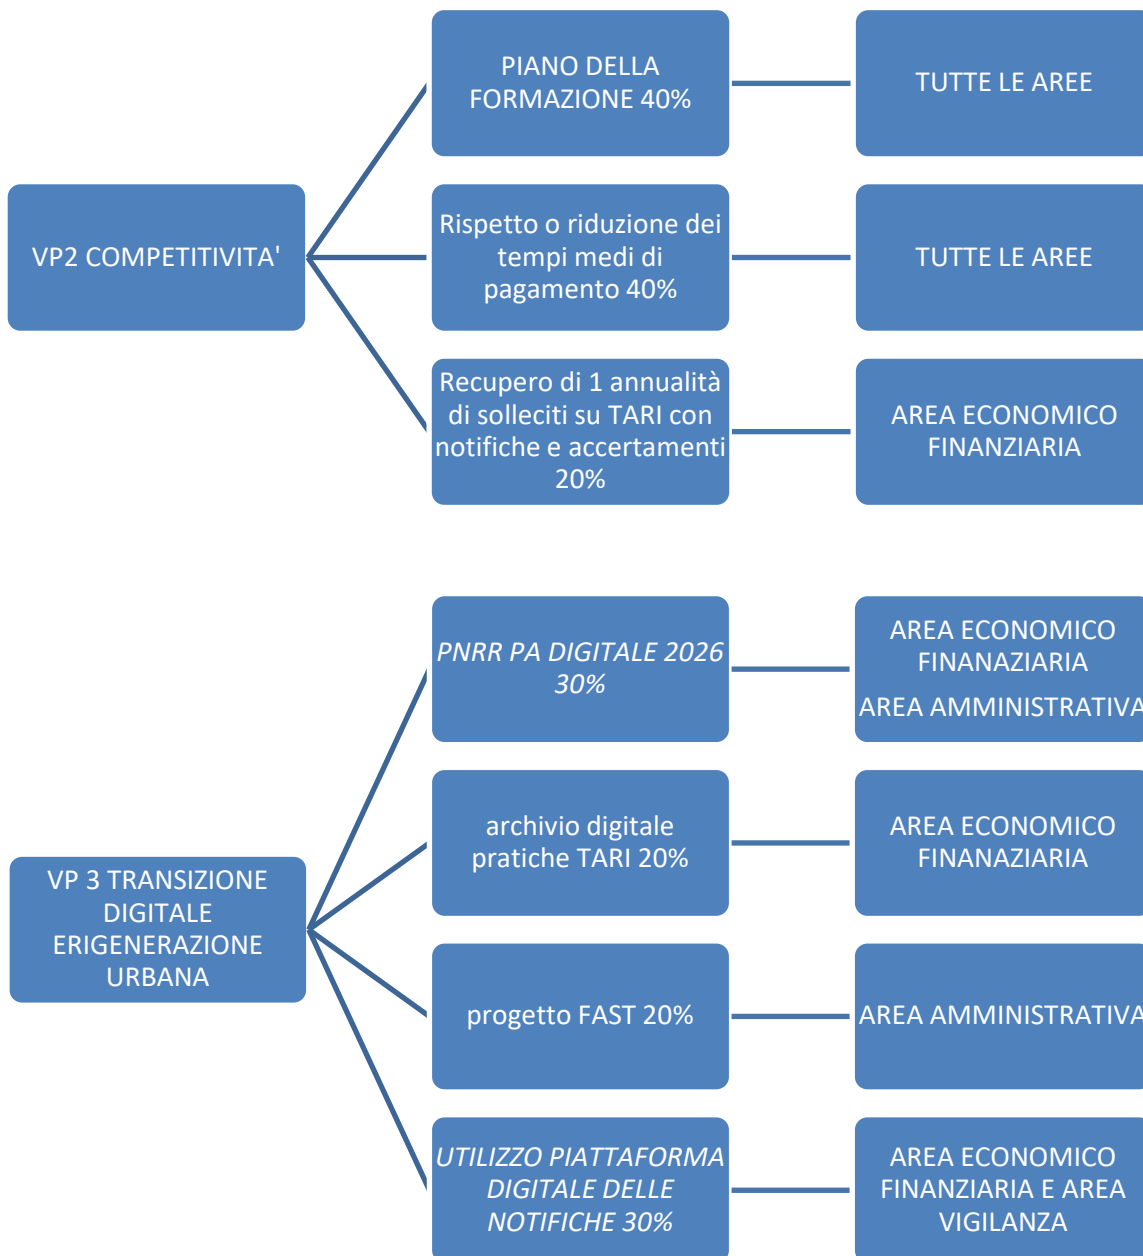 PIANO DELLA
FORMAZIONE 40%
TUTTE LE AREE
VP2 COMPETITIVITA'
Rispetto o riduzione dei
tempi medi di
pagamento 40%
TUTTE LE AREE
Recupero di 1 annualità
di solleciti su TARI con
notifiche e accertamenti
20%
AREA ECONOMICO
FINANZIARIA
VP 3 TRANSIZIONE
DIGITALE
ERIGENERAZIONE
URBANA
PNRR PA DIGITALE 2026
30%
AREA ECONOMICO
FINANAZIARIA
AREA AMMINISTRATIVA
archivio digitale
pratiche TARI 20%
AREA ECONOMICO
FINANAZIARIA
progetto FAST 20%
AREA AMMINISTRATIVA
UTILIZZO PIATTAFORMA
DIGITALE DELLE
NOTIFICHE 30%
AREA ECONOMICO
FINANZIARIA E AREA
VIGILANZA